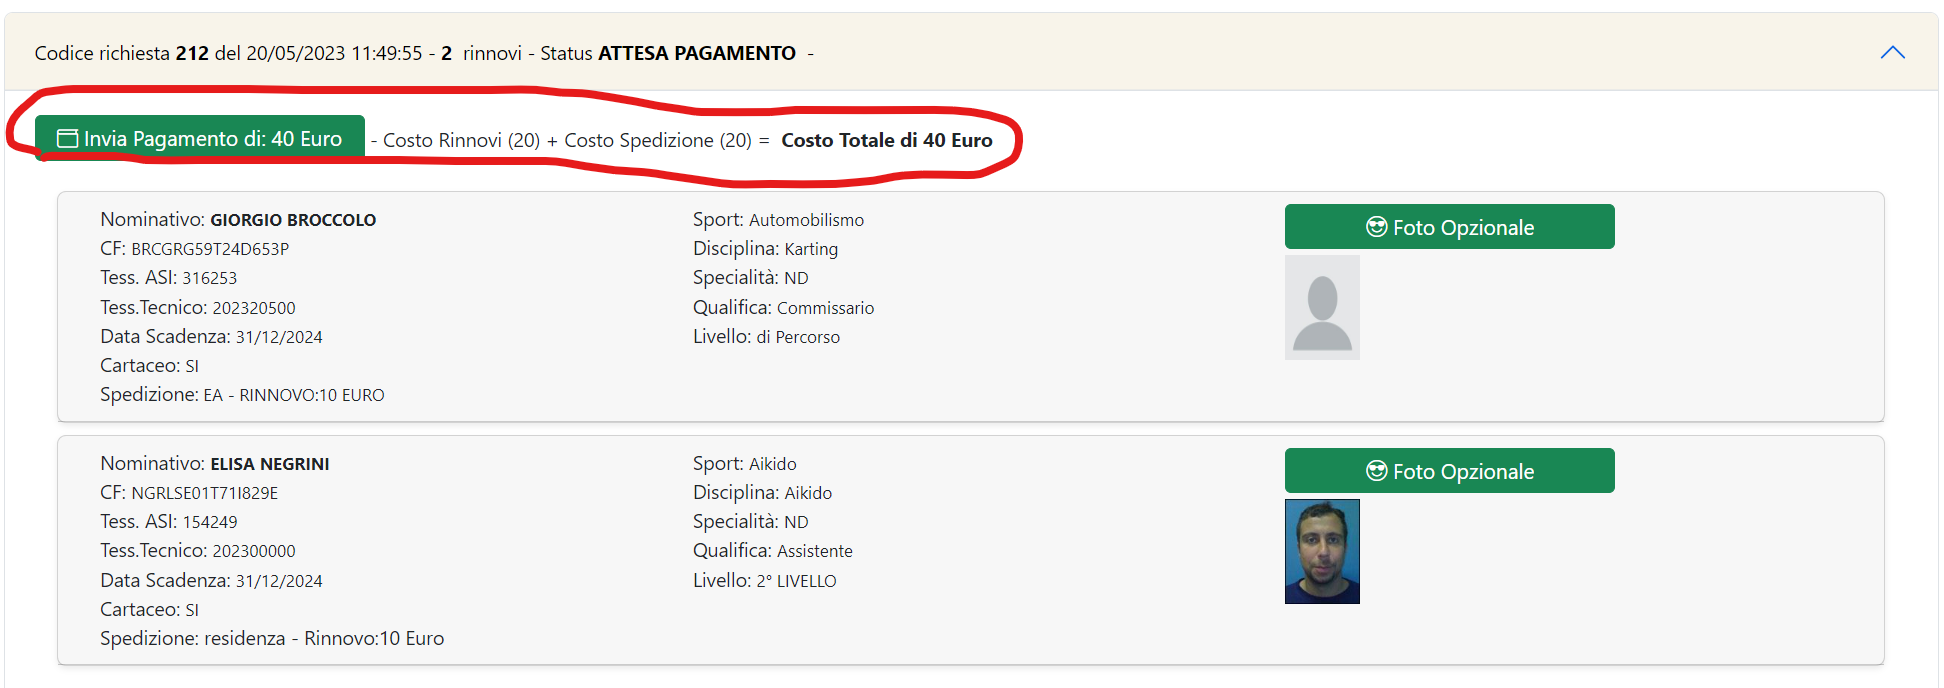 Codice richiesta 212 del 20/05/2023 11:49:55 - 2 rinnovi - Status ATTESA PAGAMENTO -
Invia Pagamento di: 40 Euro - Costo Rinnovi (20) + Costo Spedizione (20) = Costo Totale di 40 Euro
Nominativo: GIORGIO BROCCOLO
CF: BRCGRG59T24D653P
Tess. ASI: 316253
Tess.Tecnico: 202320500
Data Scadenza: 31/12/2024
Cartaceo: SI
Spedizione: EA - RINNOVO:10 EURO
Sport: Automobilismo
Disciplina: Karting
Specialità: ND
Qualifica: Commissario
Livello: di Percorso
Foto Opzionale
Nominativo: ELISA NEGRINI
CF: NGRLSE01T71I829E
Tess. ASI: 154249
Tess.Tecnico: 202300000
Data Scadenza: 31/12/2024
Cartaceo: SI
Spedizione: residenza - Rinnovo:10 Euro
Sport: Aikido
Disciplina: Aikido
Specialità: ND
Qualifica: Assistente
Livello: 2° LIVELLO
Foto Opzionale